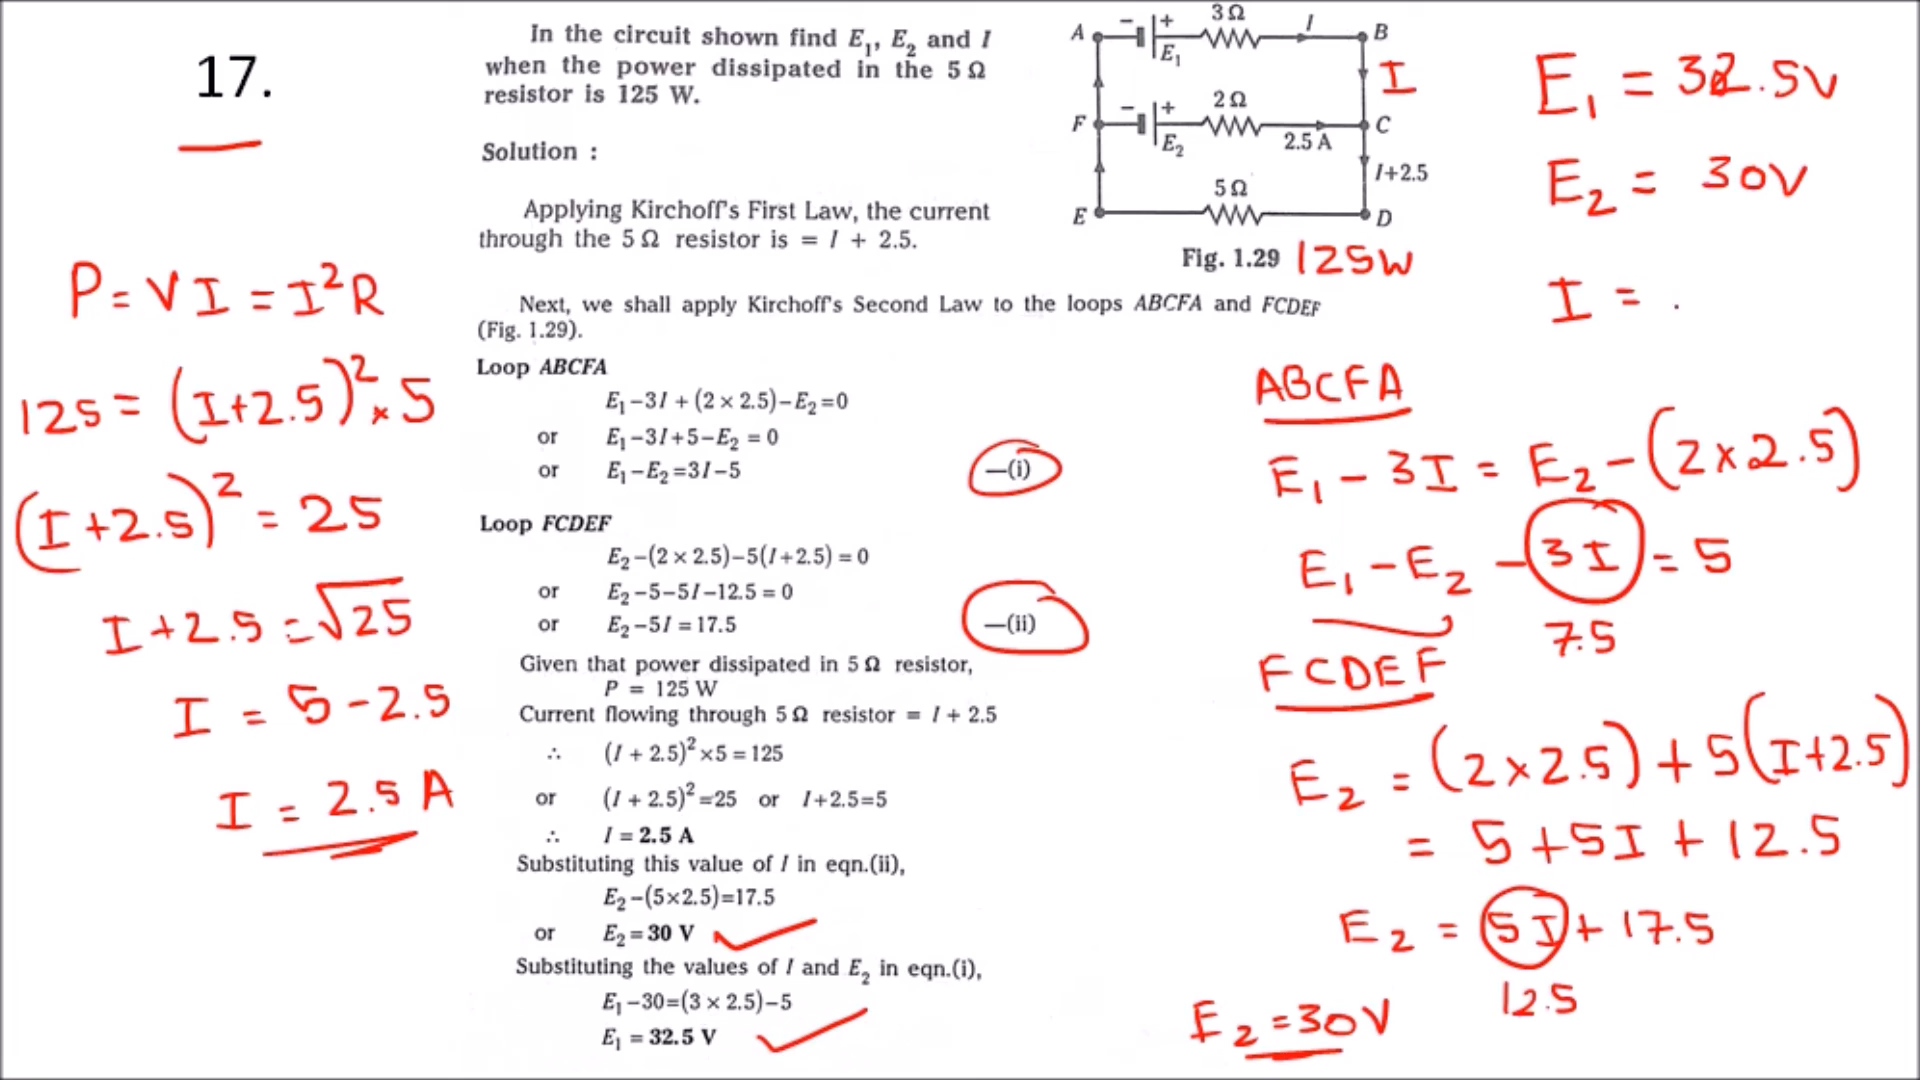 17.
In the circuit shown find E₁, E₂ and I
when the power dissipated in the 5 Ω
resistor is 125 W.
Solution :
Applying Kirchoff's First Law, the current
through the 5 Ω resistor is = I + 2.5.
A - + E₁ 3 Ω I B
I
F - + E₂ 2 Ω 2.5 A C
I+2.5
E 5 Ω D
Fig. 1.29 125W
Next, we shall apply Kirchoff's Second Law to the loops ABCFA and FCDEF
(Fig. 1.29).
Loop ABCFA
E₁−3I + (2 × 2.5)−E₂=0
or E₁−3I+5−E₂ = 0
or E₁−E₂=3I−5 —(i)
Loop FCDEF
E₂−(2 × 2.5)−5(I+2.5) = 0
or E₂−5−5I−12.5 = 0
or E₂−5I = 17.5 —(ii)
Given that power dissipated in 5 Ω resistor,
P = 125 W
Current flowing through 5 Ω resistor = I + 2.5
∴ (I + 2.5)² ×5 = 125
or (I + 2.5)² =25 or I+2.5=5
∴ I = 2.5 A
Substituting this value of I in eqn.(ii),
E₂−(5×2.5)=17.5
or E₂ = 30 V
Substituting the values of I and E₂ in eqn.(i),
E₁−30=(3 × 2.5)−5
E₁ = 32.5 V
P = VI = I²R
125 = (I+2.5)² × 5
(I+2.5)² = 25
I+2.5 = √25
I = 5 - 2.5
I = 2.5 A
E₁ = 32.5V
E₂ = 30V
I = .
ABCFA
E₁ - 3I = E₂ - (2×2.5)
E₁ - E₂ - 3I = 5
7.5
FCDEF
E₂ = (2×2.5) + 5(I+2.5)
= 5 + 5I + 12.5
E₂ = 5I + 17.5
12.5
E₂ = 30V